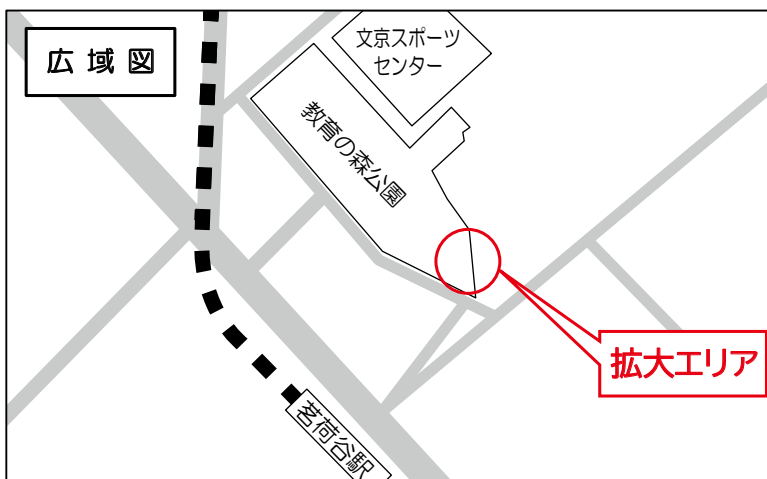 広域図
文京スポーツ
センター
教育の森公園
拡大エリア
茗荷谷駅